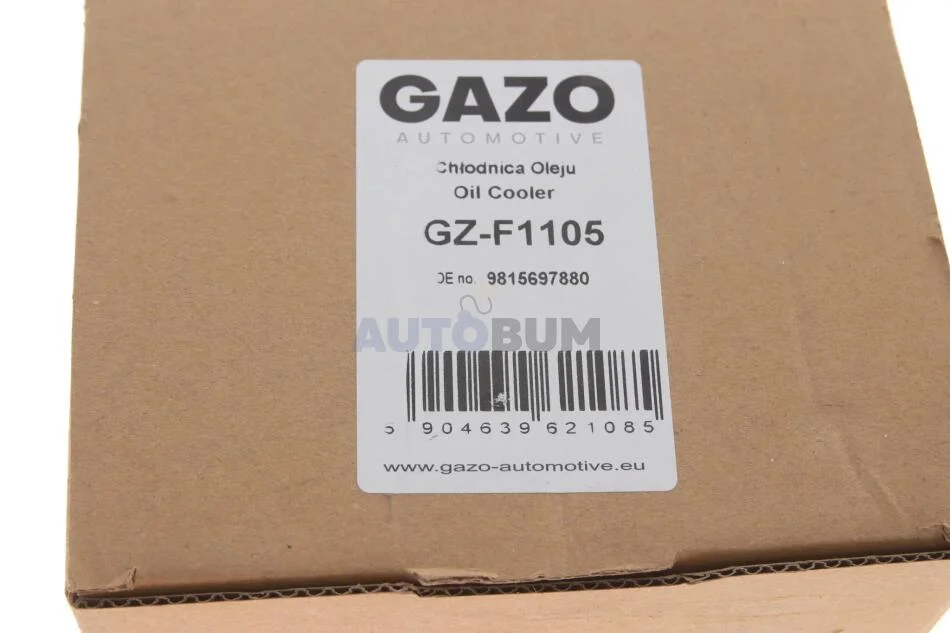 GAZO
AUTOMOTIVE
Chłodnica Oleju
Oil Cooler
GZ-F1105
OE no. 9815697880
AUTOBUM
5 904639 621085
www.gazo-automotive.eu